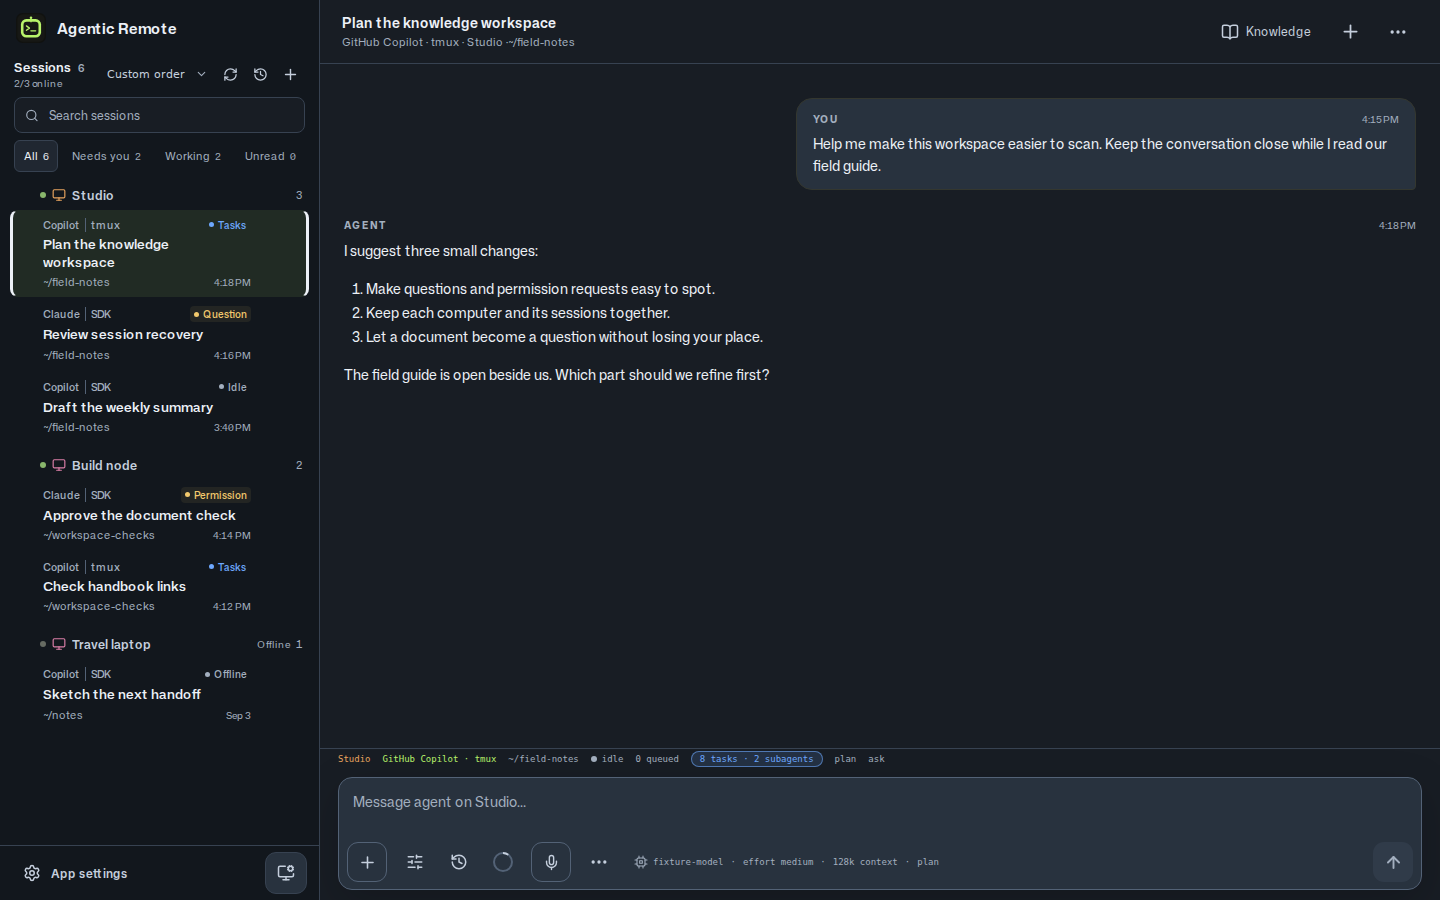 Agentic Remote
Sessions 6
2/3 online
Custom order
Search sessions
All 6
Needs you 2
Working 2
Unread 0
Studio 3
Copilot | tmux Tasks
Plan the knowledge
workspace
~/field-notes 4:18 PM
Claude | SDK Question
Review session recovery
~/field-notes 4:16 PM
Copilot | SDK Idle
Draft the weekly summary
~/field-notes 3:40 PM
Build node 2
Claude | SDK Permission
Approve the document check
~/workspace-checks 4:14 PM
Copilot | tmux Tasks
Check handbook links
~/workspace-checks 4:12 PM
Travel laptop Offline 1
Copilot | SDK Offline
Sketch the next handoff
~/notes Sep 3
App settings
Plan the knowledge workspace
GitHub Copilot · tmux · Studio · ~/field-notes
Knowledge
YOU 4:15 PM
Help me make this workspace easier to scan. Keep the conversation close while I read our
field guide.
AGENT 4:18 PM
I suggest three small changes:
1. Make questions and permission requests easy to spot.
2. Keep each computer and its sessions together.
3. Let a document become a question without losing your place.
The field guide is open beside us. Which part should we refine first?
Studio GitHub Copilot · tmux ~/field-notes idle 0 queued 8 tasks · 2 subagents plan ask
Message agent on Studio...
fixture-model · effort medium · 128k context · plan